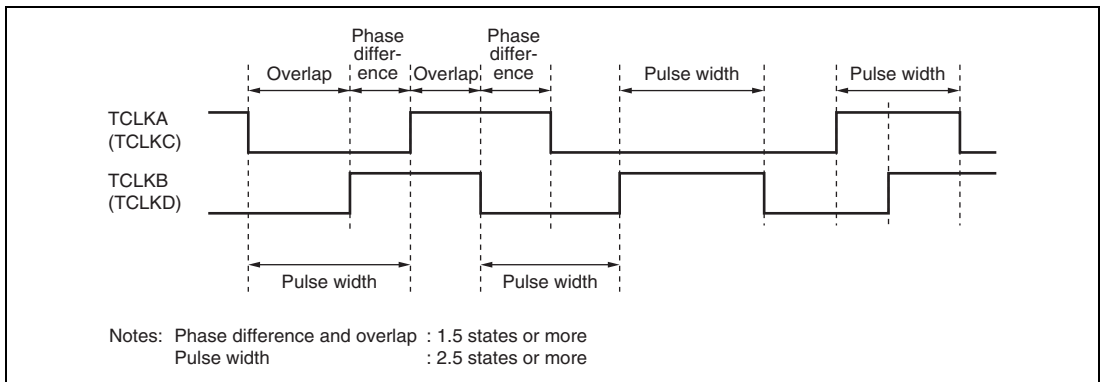 Phase
differ-
ence
Phase
differ-
ence
Overlap
Overlap
Pulse width
Pulse width
TCLKA
(TCLKC)
TCLKB
(TCLKD)
Pulse width
Pulse width
Notes: Phase difference and overlap : 1.5 states or more
Pulse width : 2.5 states or more